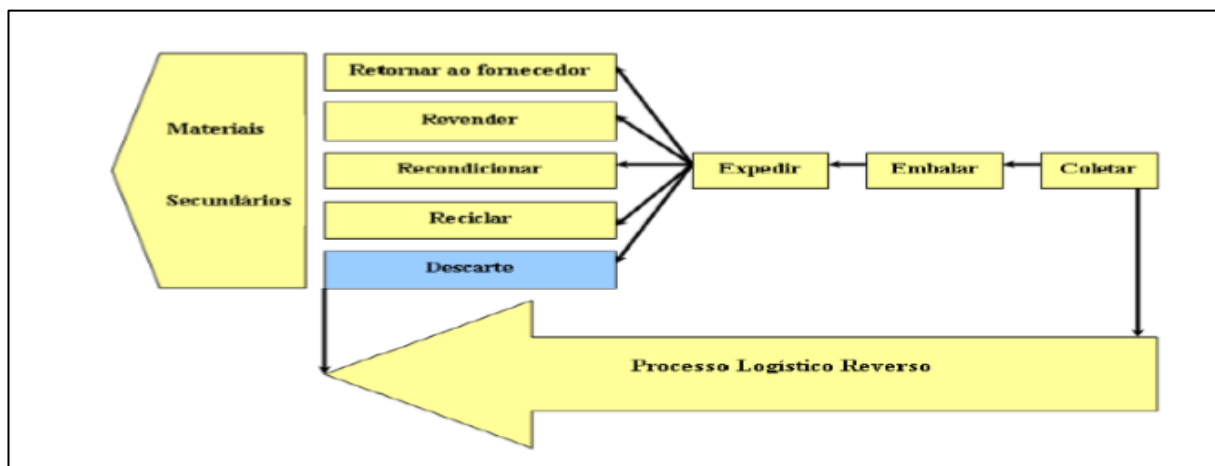 Retornar ao fornecedor
Materiais
Revender
Recondicionar
Expedir
Embalar
Coletar
Secundários
Reciclar
Descarte
Processo Logístico Reverso